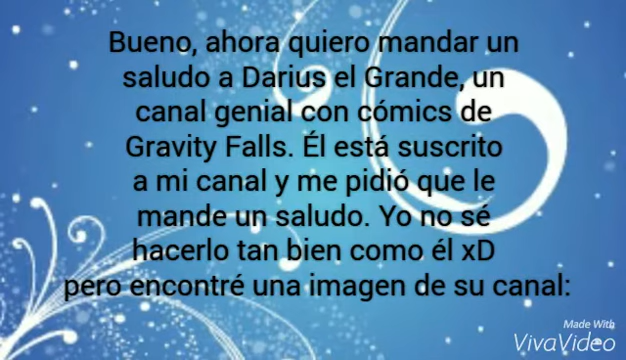 Bueno, ahora quiero mandar un
saludo a Darius el Grande, un
canal genial con cómics de
Gravity Falls. Él está suscrito
a mi canal y me pidió que le
mande un saludo. Yo no sé
hacerlo tan bien como él xD
pero encontré una imagen de su canal:
Made With
VivaVideo